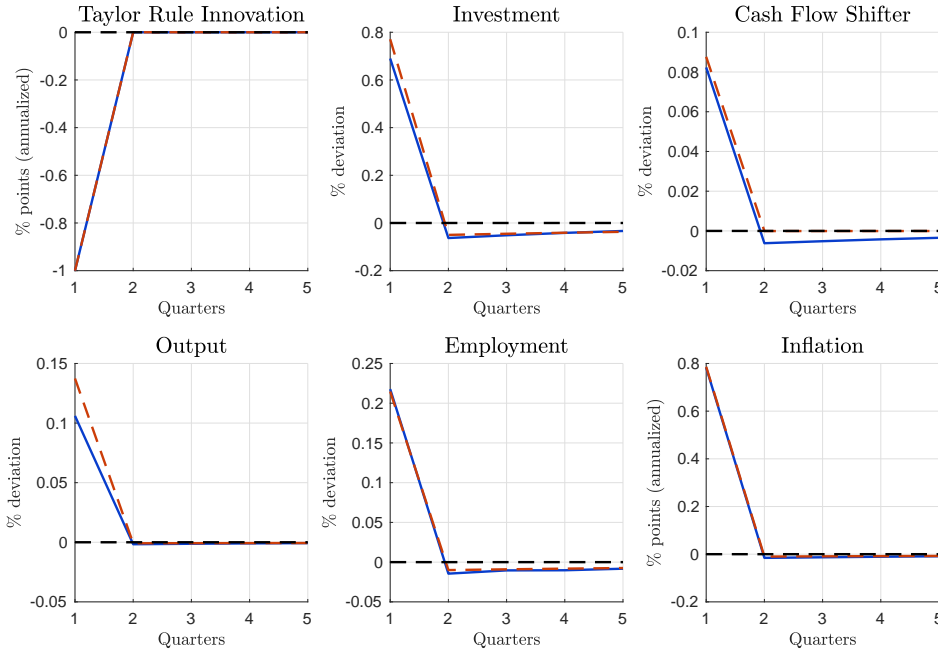 Taylor Rule Innovation
% points (annualized)
0
-0.2
-0.4
-0.6
-0.8
-1
1 2 3 4 5
Quarters
Investment
% deviation
0.8
0.6
0.4
0.2
0
-0.2
1 2 3 4 5
Quarters
Cash Flow Shifter
% deviation
0.1
0.08
0.06
0.04
0.02
0
-0.02
1 2 3 4 5
Quarters
Output
% deviation
0.15
0.1
0.05
0
-0.05
1 2 3 4 5
Quarters
Employment
% deviation
0.25
0.2
0.15
0.1
0.05
0
-0.05
1 2 3 4 5
Quarters
Inflation
% points (annualized)
0.8
0.6
0.4
0.2
0
-0.2
1 2 3 4 5
Quarters